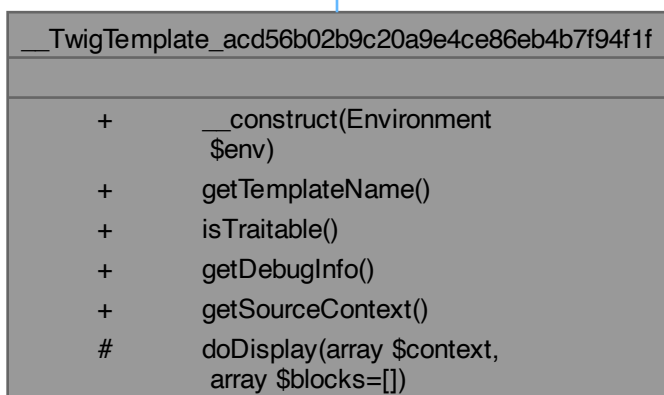 __TwigTemplate_acd56b02b9c20a9e4ce86eb4b7f94f1f
+ __construct(Environment
$env)
+ getTemplateName()
+ isTraitable()
+ getDebugInfo()
+ getSourceContext()
# doDisplay(array $context,
array $blocks=[])